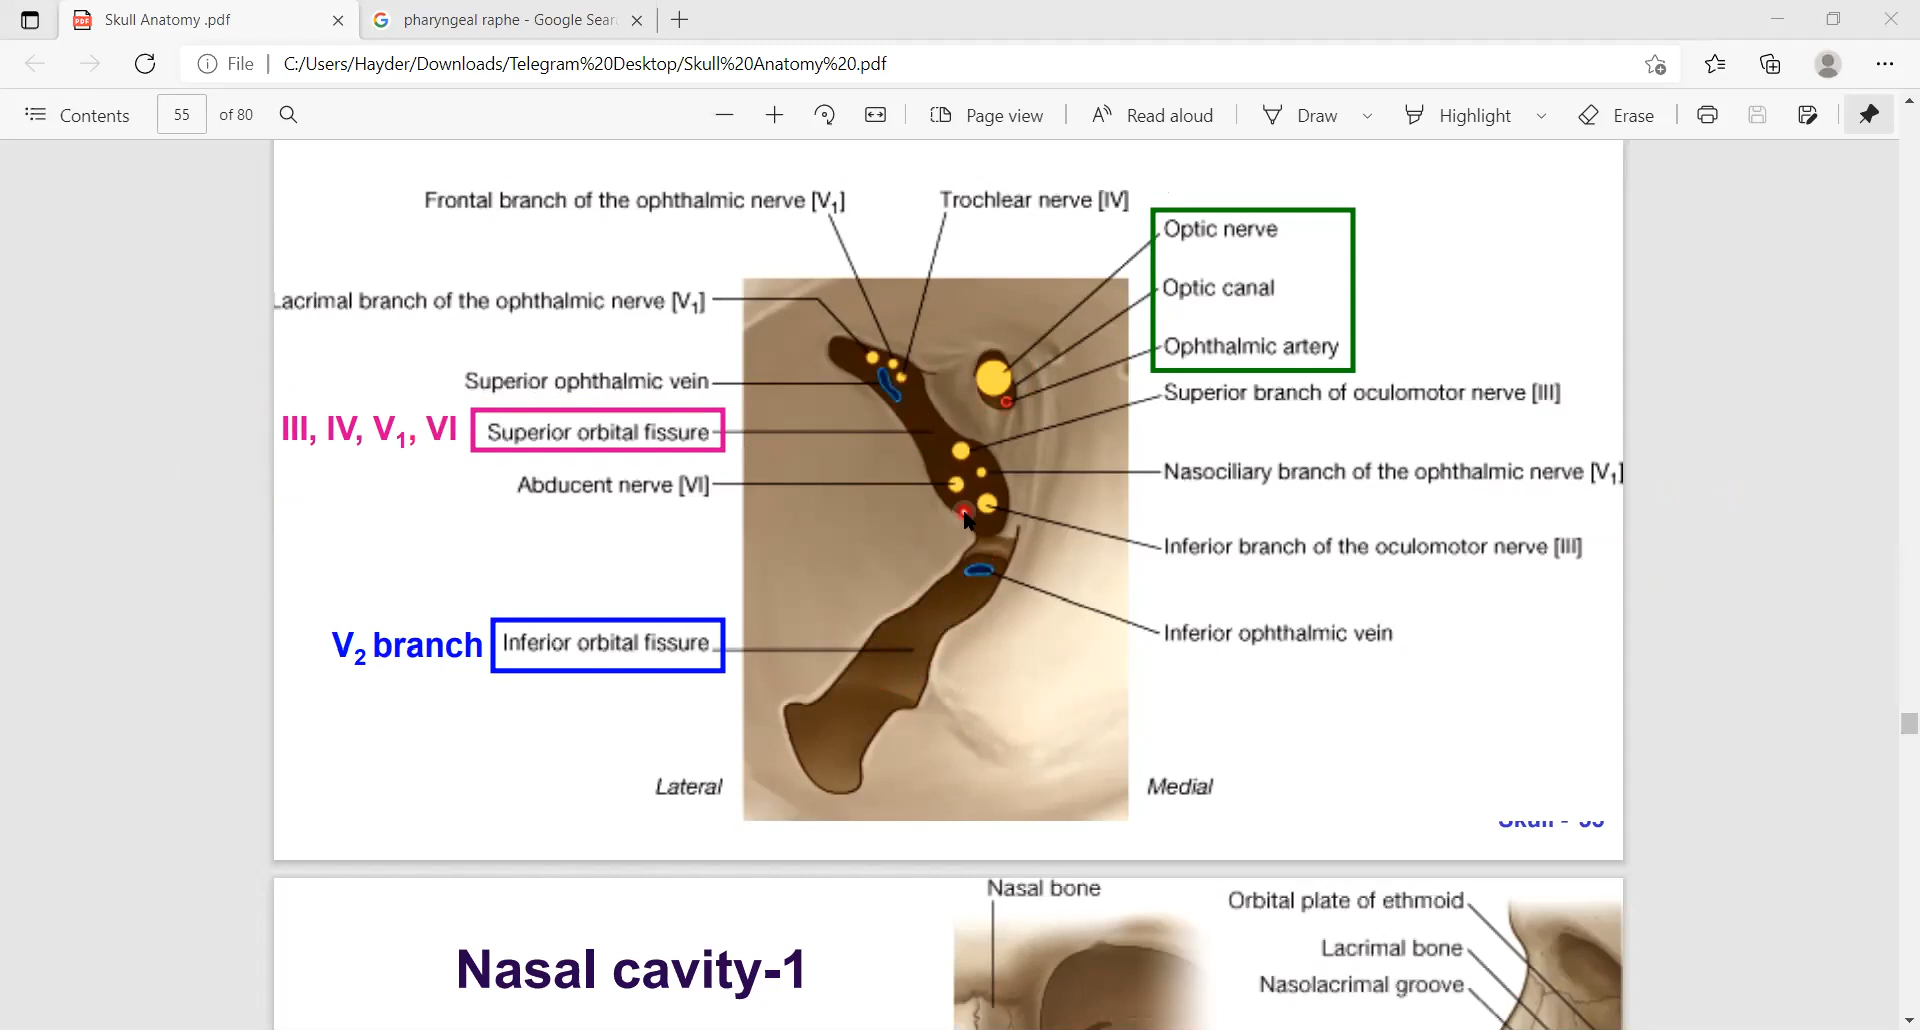 Skull Anatomy .pdf
pharyngeal raphe - Google Sear
File
C:/Users/Hayder/Downloads/Telegram%20Desktop/Skull%20Anatomy%20.pdf
Contents
55
of 80
Page view
Read aloud
Draw
Highlight
Erase
Frontal branch of the ophthalmic nerve [V1]
Trochlear nerve [IV]
Optic nerve
Optic canal
Ophthalmic artery
Lacrimal branch of the ophthalmic nerve [V1]
Superior ophthalmic vein
Superior branch of oculomotor nerve [III]
III, IV, V1, VI
Superior orbital fissure
Abducent nerve [VI]
Nasociliary branch of the ophthalmic nerve [V1]
Inferior branch of the oculomotor nerve [III]
V2 branch
Inferior orbital fissure
Inferior ophthalmic vein
Lateral
Medial
Skull - 55
Nasal cavity-1
Nasal bone
Orbital plate of ethmoid
Lacrimal bone
Nasolacrimal groove